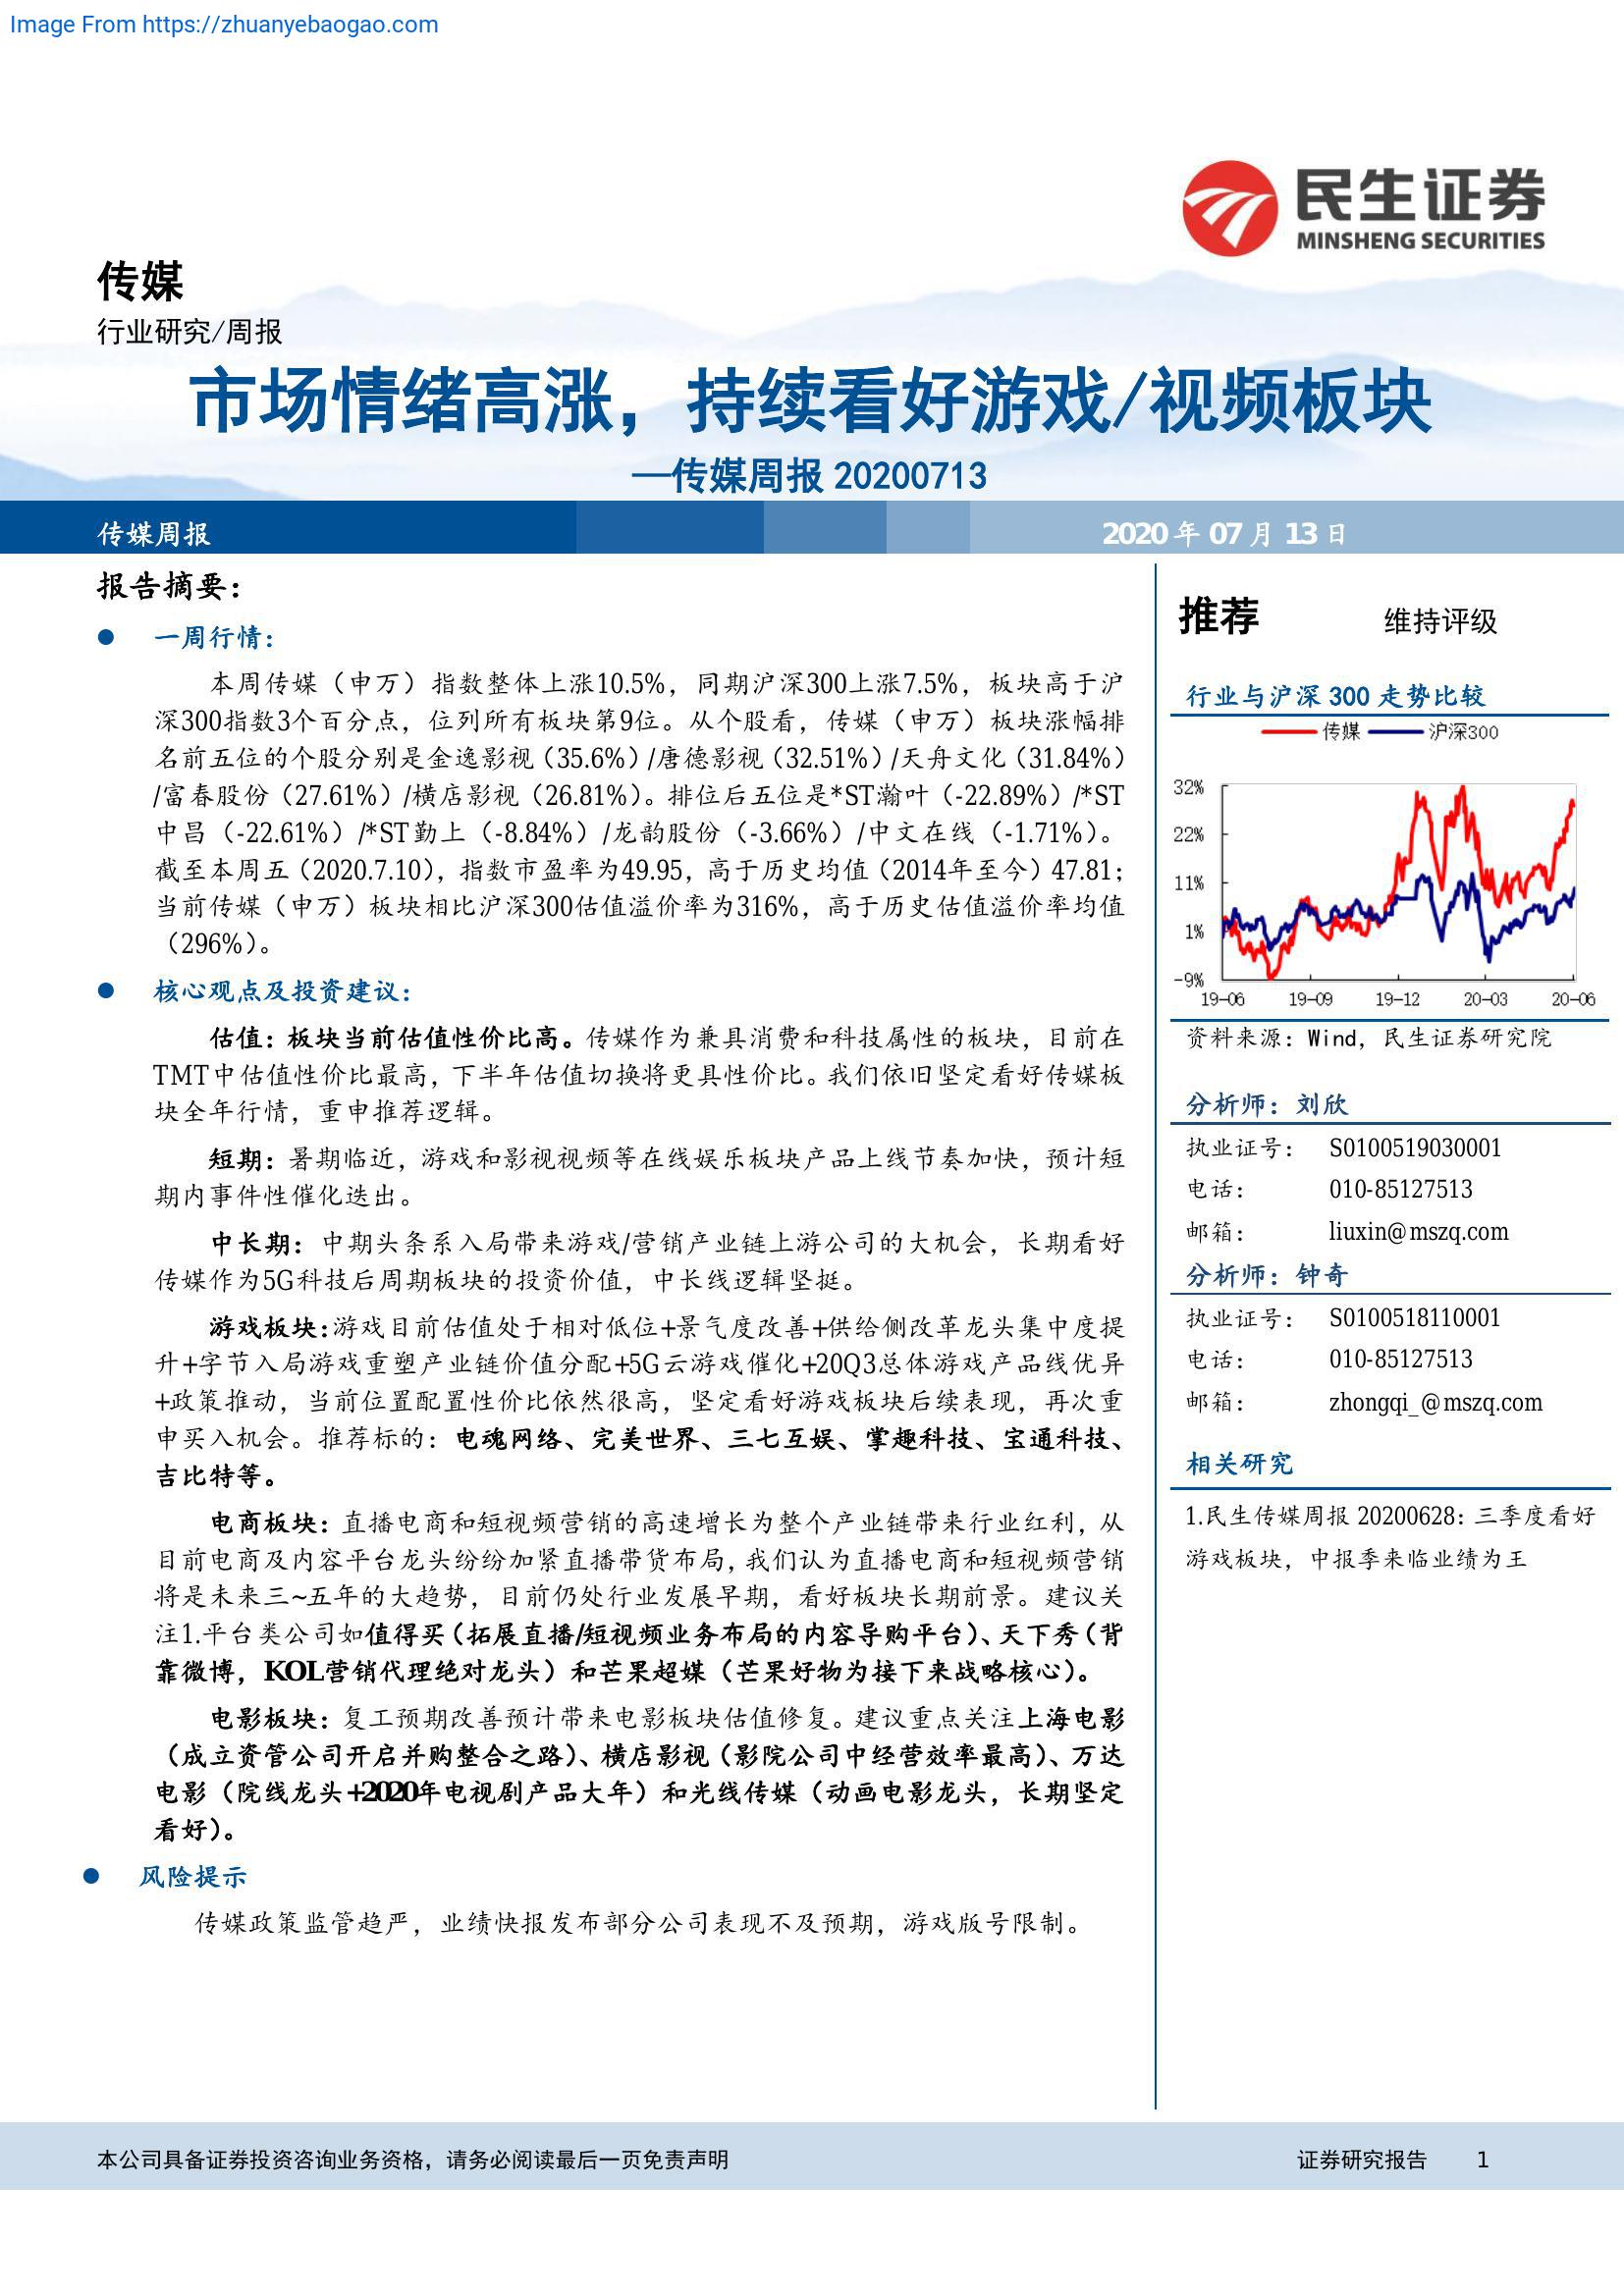 Image From https://zhuanyebaogao.com
民生证券
MINSHENG SECURITIES
传媒
行业研究/周报
市场情绪高涨，持续看好游戏/视频板块
—传媒周报 20200713
传媒周报
2020 年 07 月 13 日
报告摘要：
● 一周行情：
本周传媒（申万）指数整体上涨10.5%，同期沪深300上涨7.5%，板块高于沪
深300指数3个百分点，位列所有板块第9位。从个股看，传媒（申万）板块涨幅排
名前五位的个股分别是金逸影视（35.6%）/唐德影视（32.51%）/天舟文化（31.84%）
/富春股份（27.61%）/横店影视（26.81%）。排位后五位是*ST瀚叶（-22.89%）/*ST
中昌（-22.61%）/*ST勤上（-8.84%）/龙韵股份（-3.66%）/中文在线（-1.71%）。
截至本周五（2020.7.10），指数市盈率为49.95，高于历史均值（2014年至今）47.81；
当前传媒（申万）板块相比沪深300估值溢价率为316%，高于历史估值溢价率均值
（296%）。
● 核心观点及投资建议：
估值：板块当前估值性价比高。传媒作为兼具消费和科技属性的板块，目前在
TMT中估值性价比最高，下半年估值切换将更具性价比。我们依旧坚定看好传媒板
块全年行情，重申推荐逻辑。
短期：暑期临近，游戏和影视视频等在线娱乐板块产品上线节奏加快，预计短
期内事件性催化迭出。
中长期：中期头条系入局带来游戏/营销产业链上游公司的大机会，长期看好
传媒作为5G科技后周期板块的投资价值，中长线逻辑坚挺。
游戏板块：游戏目前估值处于相对低位+景气度改善+供给侧改革龙头集中度提
升+字节入局游戏重塑产业链价值分配+5G云游戏催化+20Q3总体游戏产品线优异
+政策推动，当前位置配置性价比依然很高，坚定看好游戏板块后续表现，再次重
申买入机会。推荐标的：电魂网络、完美世界、三七互娱、掌趣科技、宝通科技、
吉比特等。
电商板块：直播电商和短视频营销的高速增长为整个产业链带来行业红利，从
目前电商及内容平台龙头纷纷加紧直播带货布局，我们认为直播电商和短视频营销
将是未来三~五年的大趋势，目前仍处行业发展早期，看好板块长期前景。建议关
注1.平台类公司如值得买（拓展直播/短视频业务布局的内容导购平台）、天下秀（背
靠微博，KOL营销代理绝对龙头）和芒果超媒（芒果好物为接下来战略核心）。
电影板块：复工预期改善预计带来电影板块估值修复。建议重点关注上海电影
（成立资管公司开启并购整合之路）、横店影视（影院公司中经营效率最高）、万达
电影（院线龙头+2020年电视剧产品大年）和光线传媒（动画电影龙头，长期坚定
看好）。
● 风险提示
传媒政策监管趋严，业绩快报发布部分公司表现不及预期，游戏版号限制。
推荐 维持评级
行业与沪深 300 走势比较
传媒 沪深300
32%
22%
11%
1%
-9%
19-06 19-09 19-12 20-03 20-06
资料来源：Wind，民生证券研究院
分析师：刘欣
执业证号： S0100519030001
电话： 010-85127513
邮箱： liuxin@mszq.com
分析师：钟奇
执业证号： S0100518110001
电话： 010-85127513
邮箱： zhongqi_@mszq.com
相关研究
1.民生传媒周报 20200628：三季度看好
游戏板块，中报季来临业绩为王
本公司具备证券投资咨询业务资格，请务必阅读最后一页免责声明
证券研究报告 1